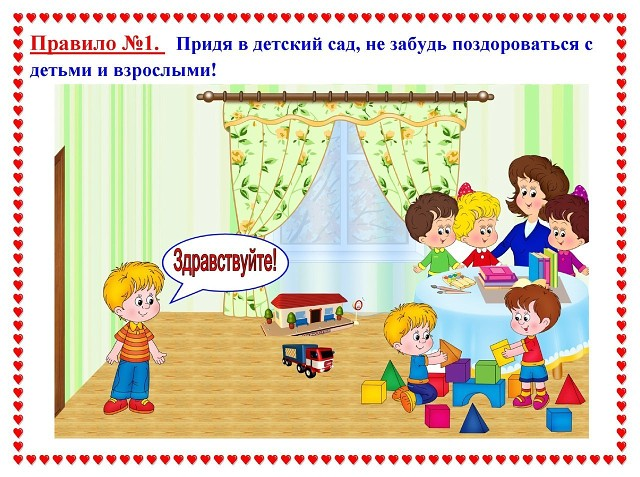 Правило №1. Придя в детский сад, не забудь поздороваться с
детьми и взрослыми!
Здравствуйте!